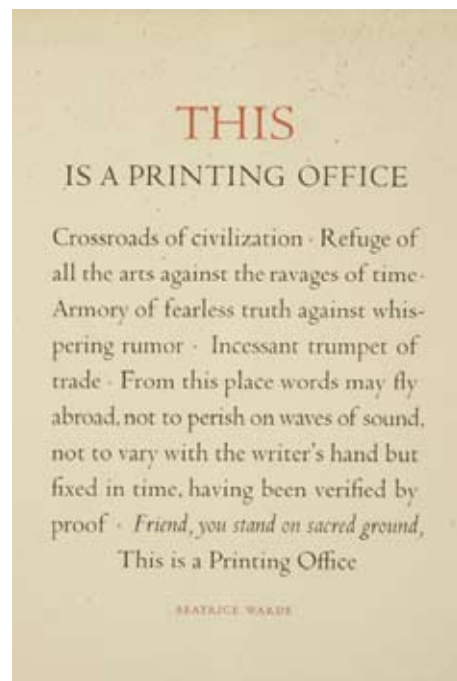 THIS
IS A PRINTING OFFICE
Crossroads of civilization · Refuge of
all the arts against the ravages of time·
Armory of fearless truth against whis-
pering rumor · Incessant trumpet of
trade · From this place words may fly
abroad, not to perish on waves of sound,
not to vary with the writer's hand but
fixed in time, having been verified by
proof · Friend, you stand on sacred ground,
This is a Printing Office
BEATRICE WARDE